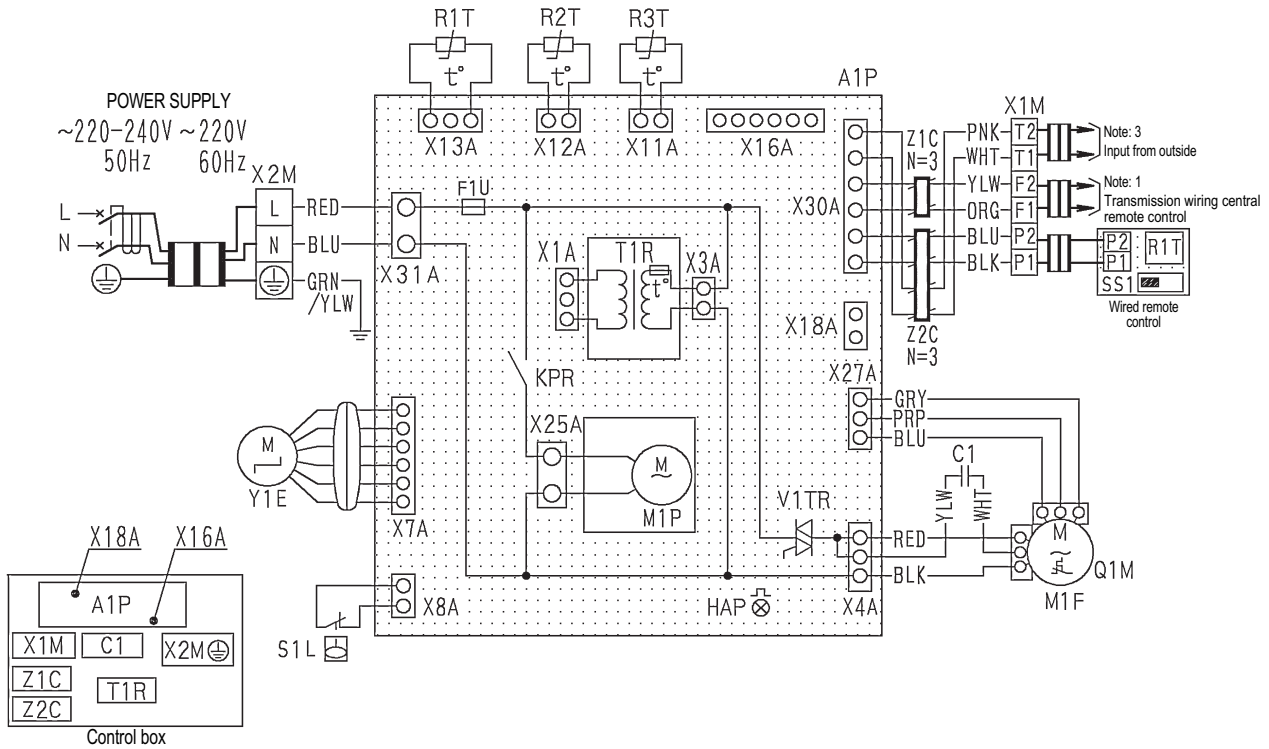 R1T R2T R3T
t° t° t°
A1P
POWER SUPPLY
~220-240V ~220V
50Hz 60Hz
X2M
X13A X12A X11A X16A
X1M
Z1C
N=3
PNK T2
Note: 3
Input from outside
WHT T1
YLW F2
Note: 1
Transmission wiring central
remote control
ORG F1
X30A
BLU P2
BLK P1
P2
P1
R1T
SS1
Wired remote
control
L
N
L RED
N BLU
GRN
/YLW
F1U
X31A
X1A T1R X3A
t°
X18A
Z2C
N=3
X27A
KPR
GRY
PRP
BLU
X25A
C1
M
Y1E
M
~
M1P
V1TR
YLW
WHT
X7A
RED
BLK
M
~
Q1M
M1F
X8A
HAP
X4A
S1L
X18A X16A
A1P
X1M C1 X2M
Z1C
T1R
Z2C
Control box